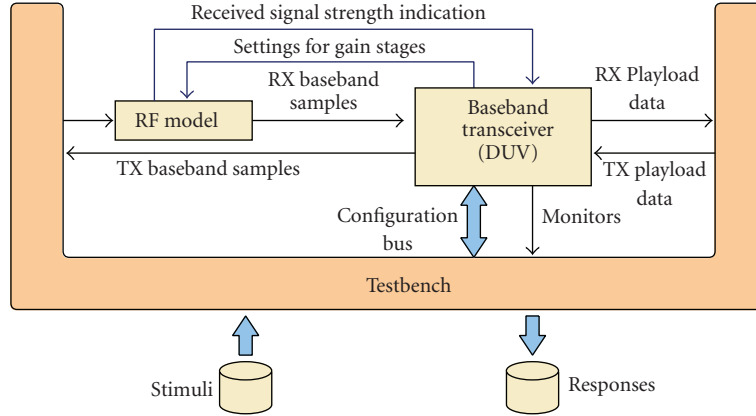 Received signal strength indication
Settings for gain stages
RX baseband
samples
RF model
Baseband
transceiver
(DUV)
RX Playload
data
TX baseband samples
TX playload
data
Configuration
bus
Monitors
Testbench
Stimuli
Responses